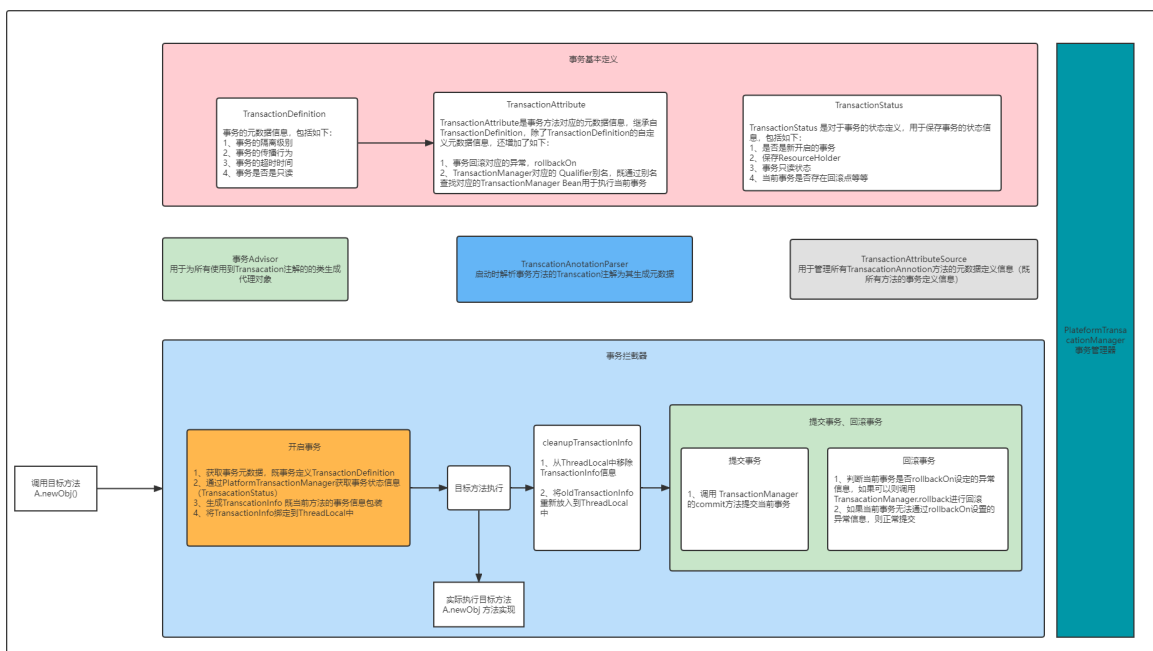 事务基本定义
TransactionDefinition
事务的元数据信息，包括如下：
1、事务的隔离级别
2、事务的传播行为
3、事务的超时时间
4、事务是否是只读
TransactionAttribute
TransactionAttribute是事务方法对应的元数据信息，继承自
TransactionDefinition，除了TransactionDefinition的自定
义元数据信息，还增加了如下：
1、事务回滚对应的异常，rollbackOn
2、TransactionManager对应的 Qualifier别名，既通过别名
查找对应的TransactionManager Bean用于执行当前事务
TransactionStatus
TransactionStatus 是对于事务的状态定义，用于保存事务的状态信
息，包括如下：
1、是否是新开启的事务
2、保存ResourceHolder
3、事务只读状态
4、当前事务是否存在回滚点等等
事务Advisor
用于为所有使用到Transacation注解的的类生成
代理对象
TranscationAnotationParser
启动时解析事务方法的Transcation注解为其生成元数据
TransactionAttributeSource
用于管理所有TransacationAnnotion方法的元数据定义信息（既
所有方法的事务定义信息）
PlateformTransa
cationManager
事务管理器
事务拦截器
调用目标方法
A.newObj()
开启事务
1、获取事务元数据，既事务定义TransactionDefinition
2、通过PlatformTransactionManager获取事务状态信息
（TransacationStatus）
3、生成TranscationInfo 既当前方法的事务信息包装
4、将TransactionInfo绑定到ThreadLocal中
目标方法执行
实际执行目标方法
A.newObj 方法实现
cleanupTransactionInfo
1、从ThreadLocal中移除
TransactionInfo信息
2、将oldTransactionInfo
重新放入到ThreadLocal
中
提交事务、回滚事务
提交事务
1、调用 TransactionManager
的commit方法提交当前事务
回滚事务
1、判断当前事务是否rollbackOn设定的异常
信息，如果可以则调用
TransacationManager.rollback进行回滚
2、如果当前事务无法通过rollbackOn设置的
异常信息，则正常提交